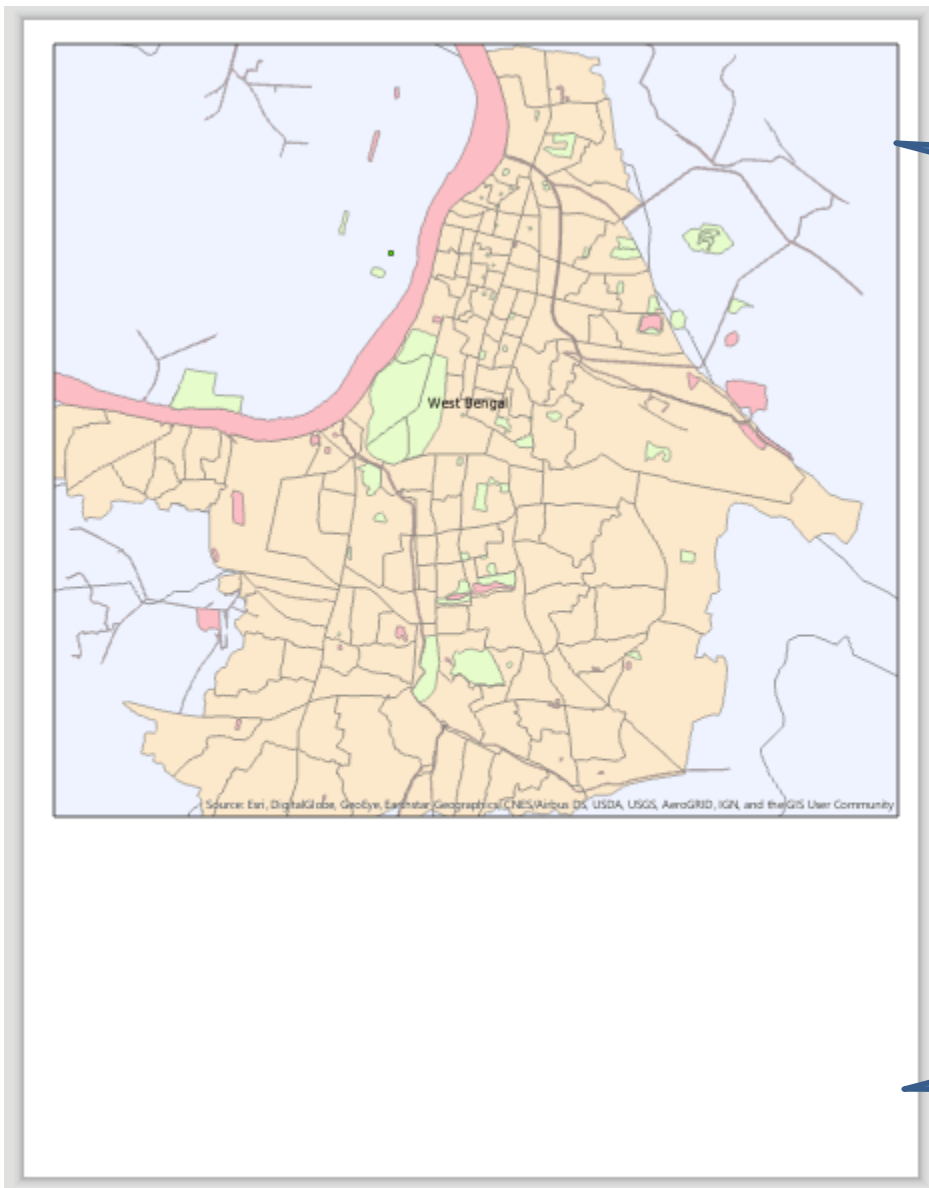 West Bengal
Source: Esri, DigitalGlobe, GeoEye, Earthstar Geographics, CNES/Airbus DS, USDA, USGS, AeroGRID, IGN, and the GIS User Community